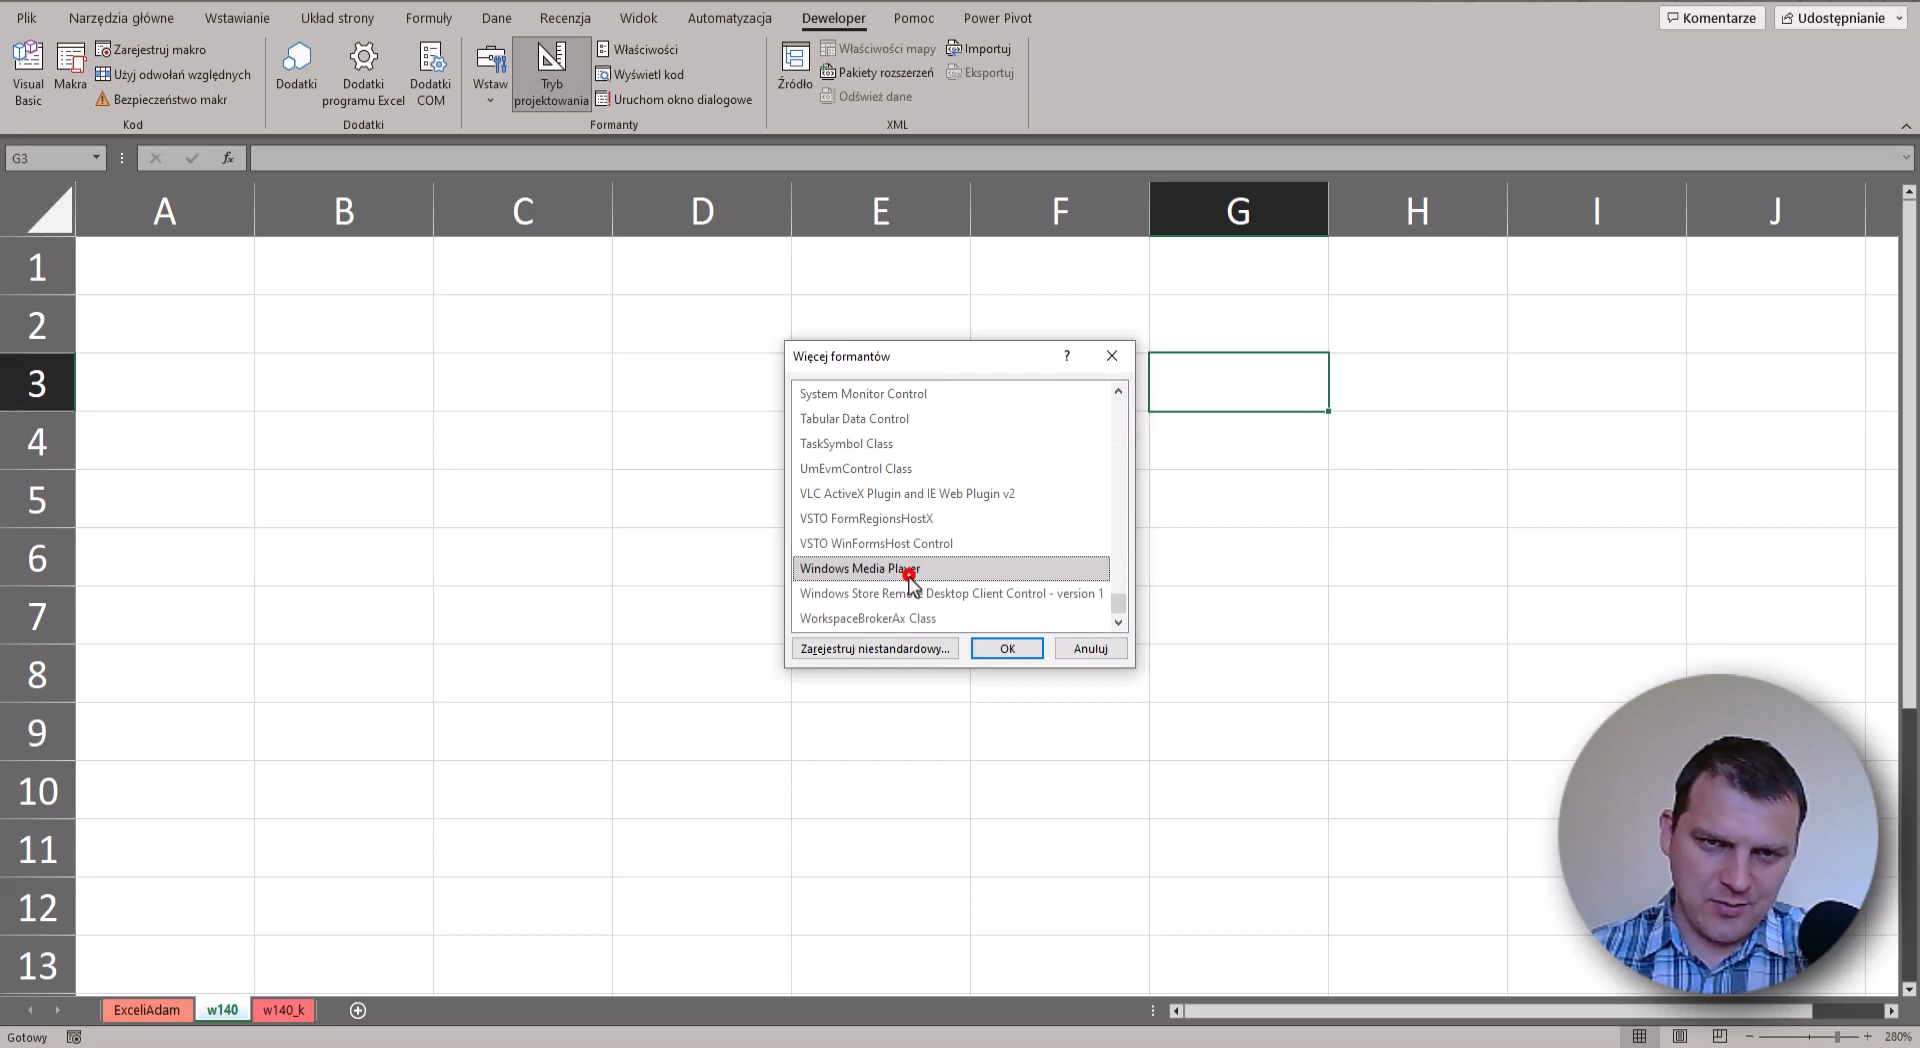 Plik Narzędzia główne Wstawianie Układ strony Formuły Dane Recenzja Widok Automatyzacja Deweloper Pomoc Power Pivot Komentarze Udostępnianie
Visual Basic
Makra
Zarejestruj makro
Użyj odwołań względnych
Bezpieczeństwo makr
Kod
Dodatki
Dodatki programu Excel
Dodatki COM
Dodatki
Wstaw
Tryb projektowania
Właściwości
Wyświetl kod
Uruchom okno dialogowe
Formanty
Źródło
Właściwości mapy
Pakiety rozszerzeń
Odśwież dane
Importuj
Eksportuj
XML
G3 fx
A B C D E F G H I J
1
2
3
4
5
6
7
8
9
10
11
12
13
Więcej formantów ?
System Monitor Control
Tabular Data Control
TaskSymbol Class
UmEvmControl Class
VLC ActiveX Plugin and IE Web Plugin v2
VSTO FormRegionsHostX
VSTO WinFormsHost Control
Windows Media Player
Windows Store Remote Desktop Client Control - version 1
WorkspaceBrokerAx Class
Zarejestruj niestandardowy... OK Anuluj
ExceliAdam w140 w140_k
Gotowy 280%